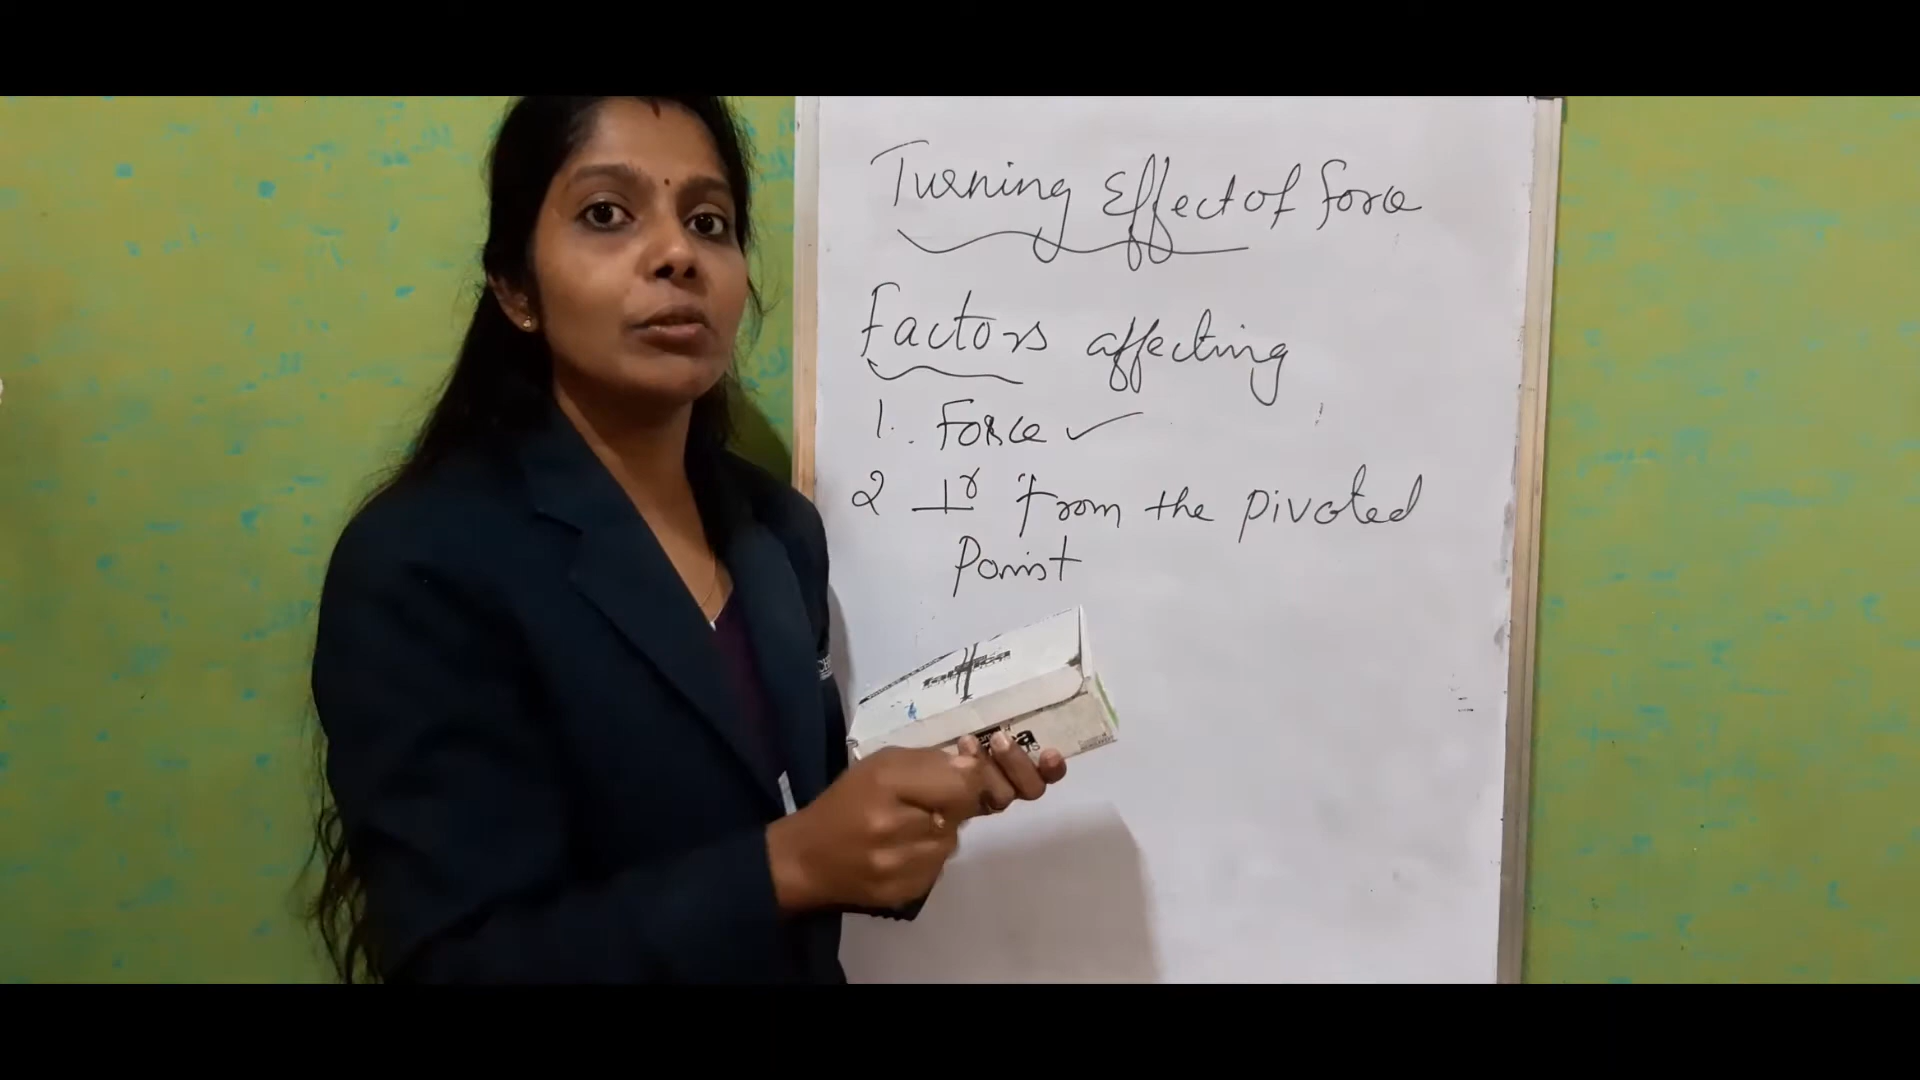 Turning Effect of force
Factors affecting
1. Force ✓
2 ⊥r from the pivoted
Point